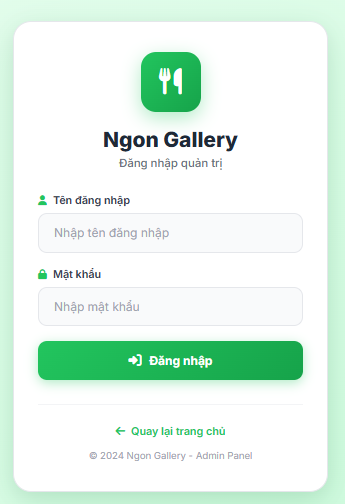 Ngon Gallery
Đăng nhập quản trị
Tên đăng nhập
Nhập tên đăng nhập
Mật khẩu
Nhập mật khẩu
Đăng nhập
Quay lại trang chủ
© 2024 Ngon Gallery - Admin Panel